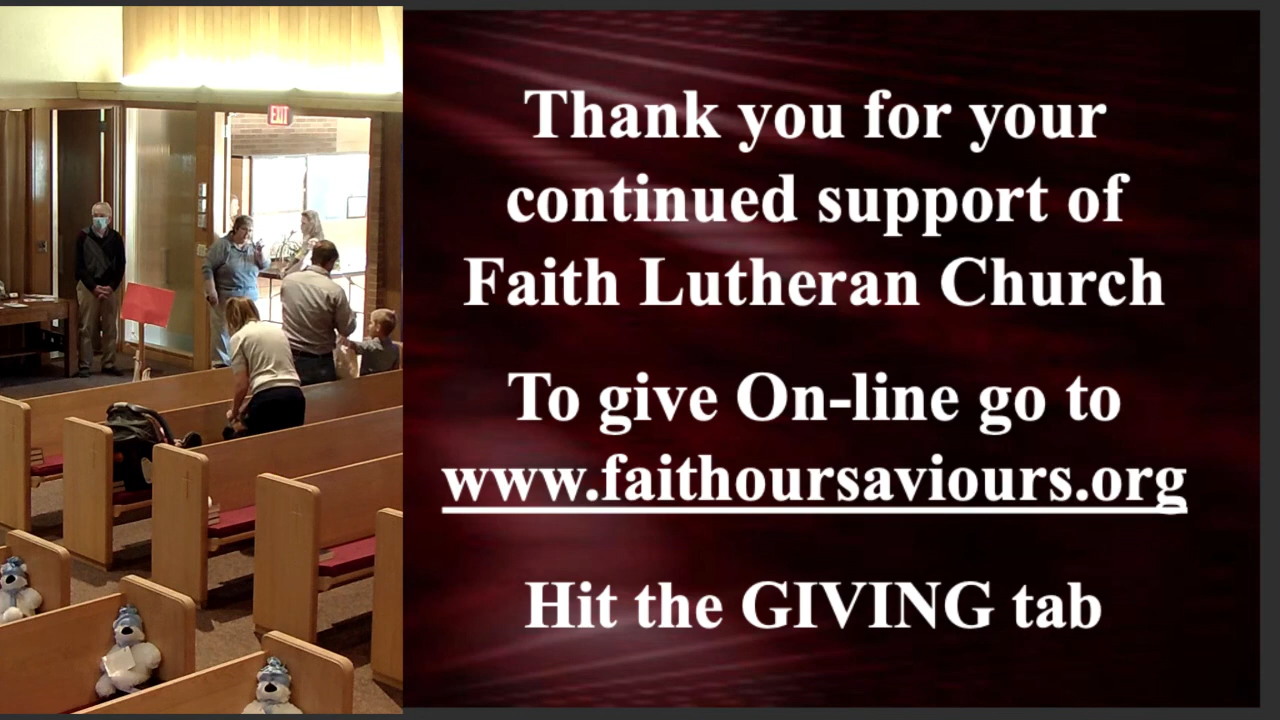 EXIT
Thank you for your
continued support of
Faith Lutheran Church
To give On-line go to
www.faithoursaviours.org
Hit the GIVING tab